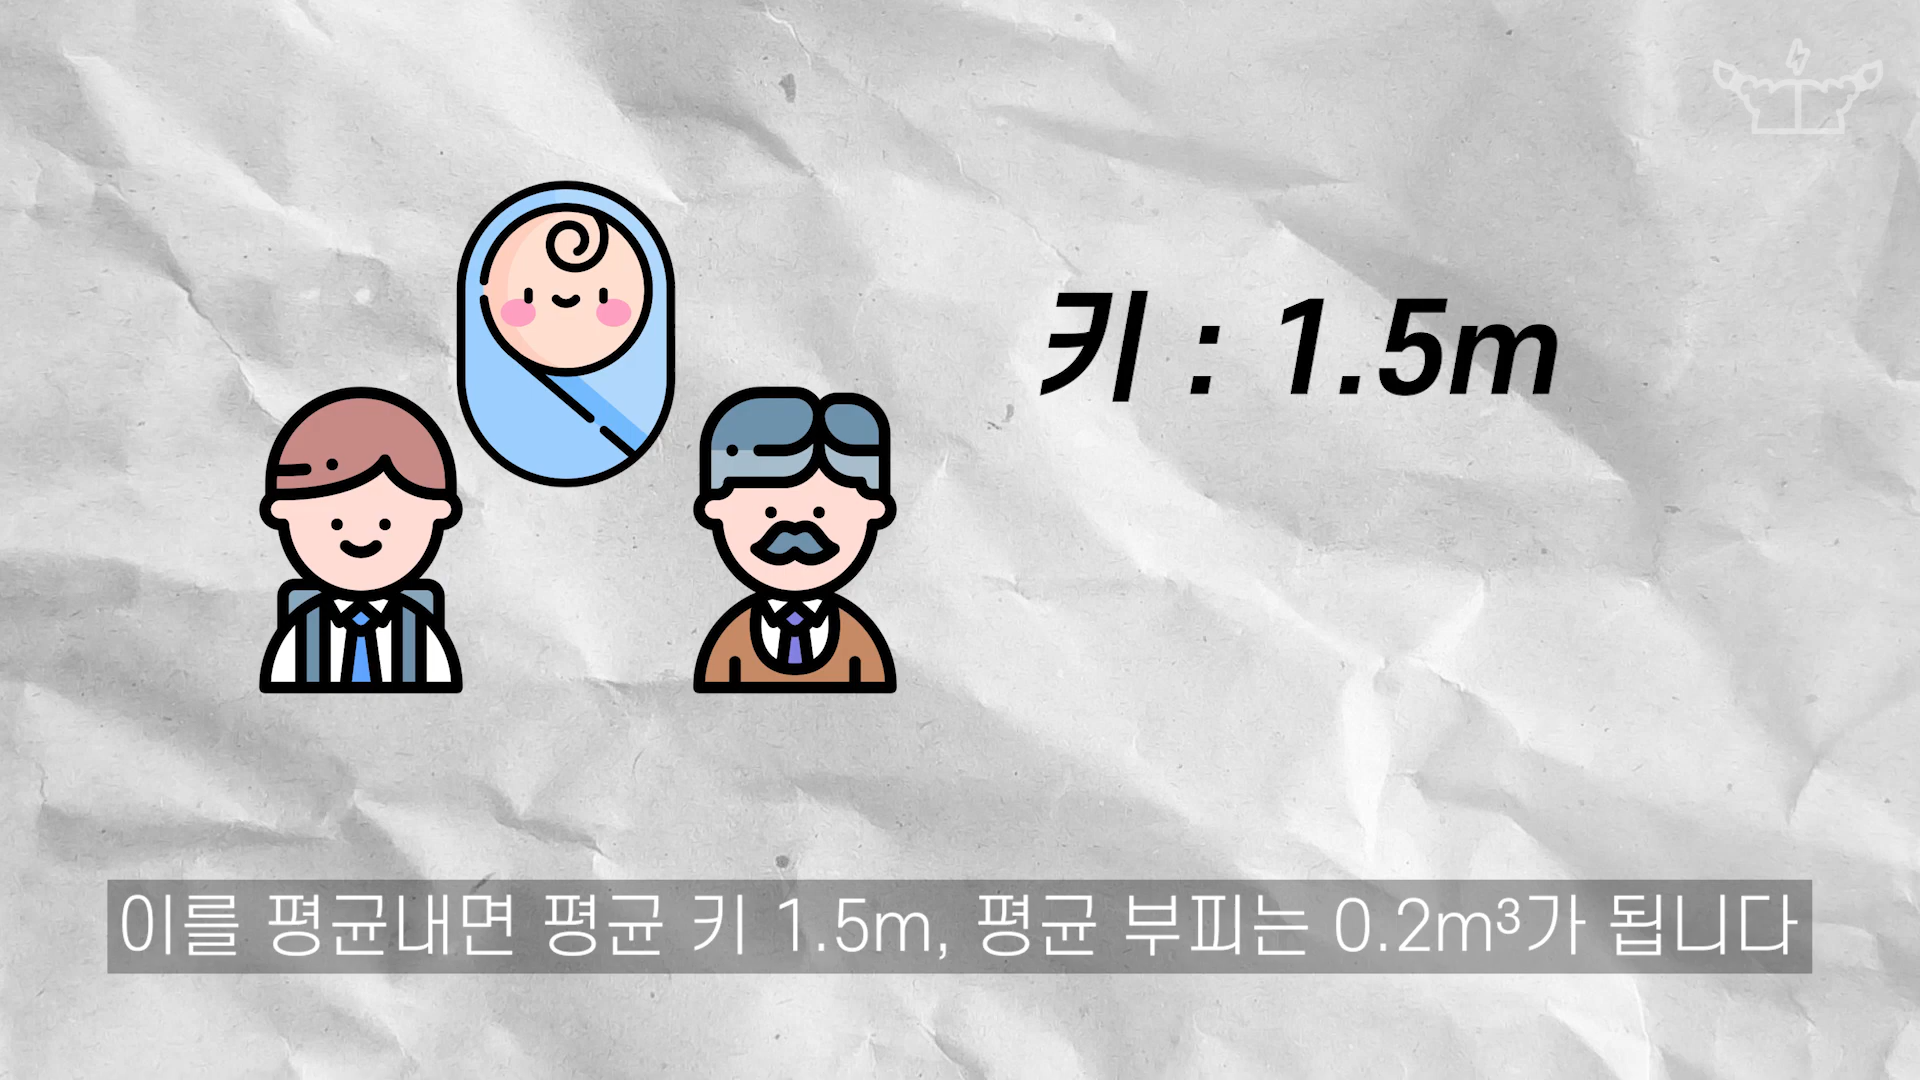 키 : 1.5m
이를 평균내면 평균 키 1.5m, 평균 부피는 0.2m³가 됩니다